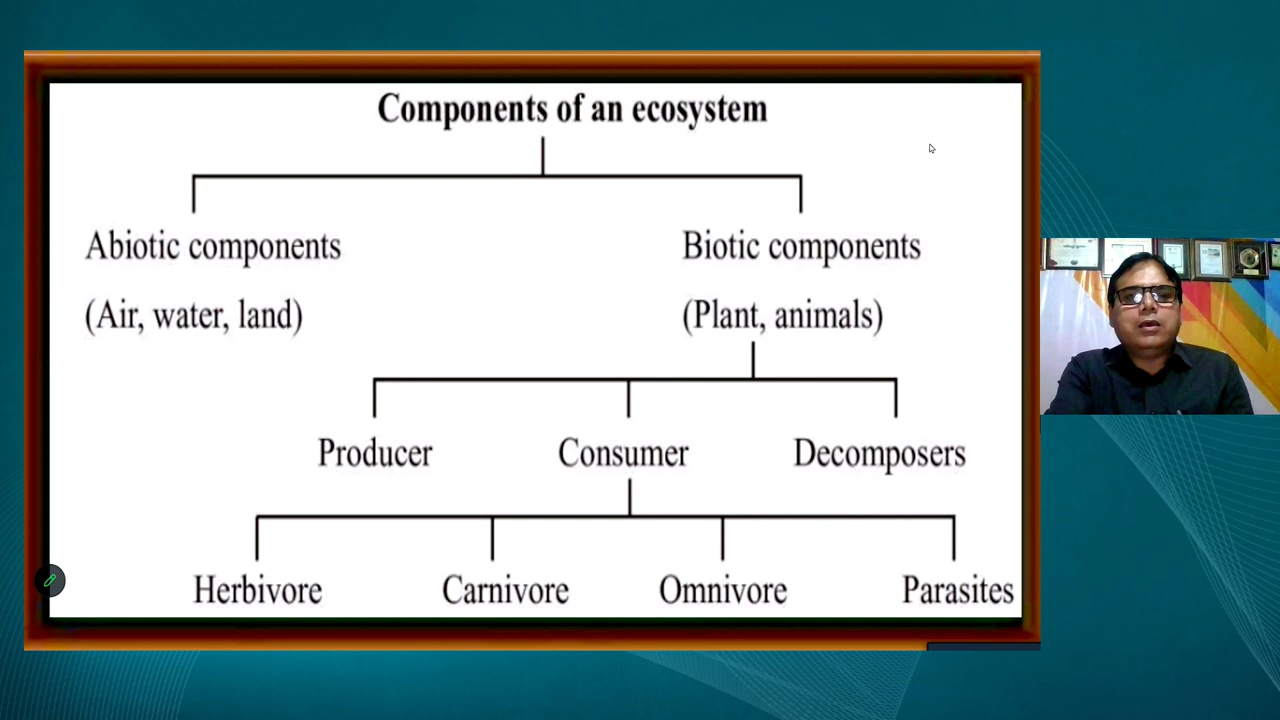 Components of an ecosystem
Abiotic components
Biotic components
(Air, water, land)
(Plant, animals)
Producer
Consumer
Decomposers
Herbivore
Carnivore
Omnivore
Parasites